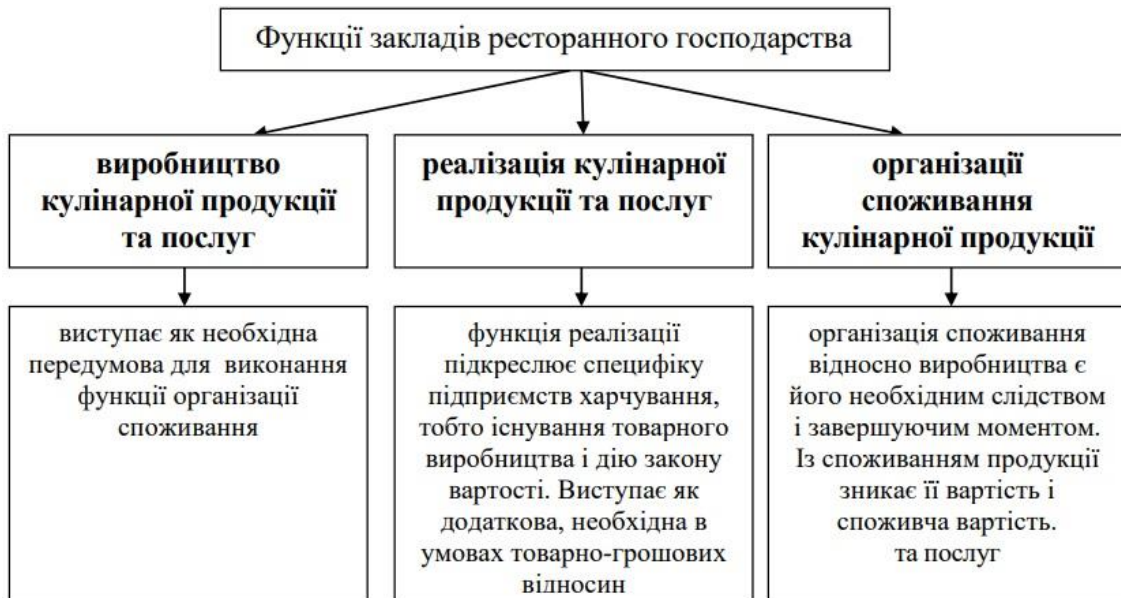 Функції закладів ресторанного господарства
виробництво
кулінарної продукції
та послуг
реалізація кулінарної
продукції та послуг
організації
споживання
кулінарної продукції
виступає як необхідна
передумова для виконання
функції організації
споживання
функція реалізації
підкреслює специфіку
підприємств харчування,
тобто існування товарного
виробництва і дію закону
вартості. Виступає як
додаткова, необхідна в
умовах товарно-грошових
відносин
організація споживання
відносно виробництва є
його необхідним слідством
і завершуючим моментом.
Із споживанням продукції
зникає її вартість і
споживча вартість.
та послуг